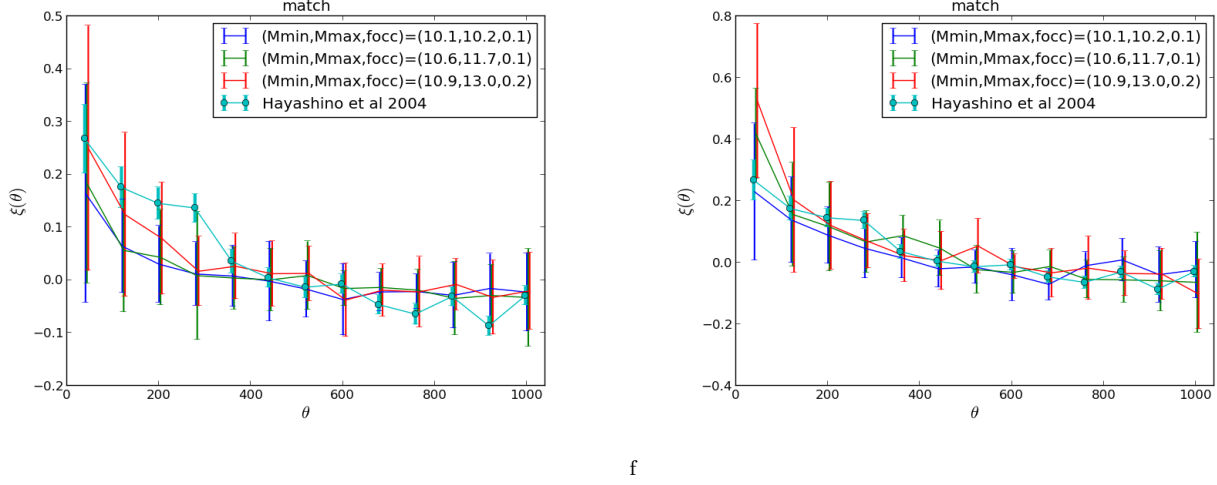 match
0.5
0.4
0.3
0.2
0.1
0.0
−0.1
−0.2
ξ(θ)
0
200
400
600
800
1000
θ
(Mmin,Mmax,focc)=(10.1,10.2,0.1)
(Mmin,Mmax,focc)=(10.6,11.7,0.1)
(Mmin,Mmax,focc)=(10.9,13.0,0.2)
Hayashino et al 2004
match
0.8
0.6
0.4
0.2
0.0
−0.2
−0.4
ξ(θ)
0
200
400
600
800
1000
θ
(Mmin,Mmax,focc)=(10.1,10.2,0.1)
(Mmin,Mmax,focc)=(10.6,11.7,0.1)
(Mmin,Mmax,focc)=(10.9,13.0,0.2)
Hayashino et al 2004
f